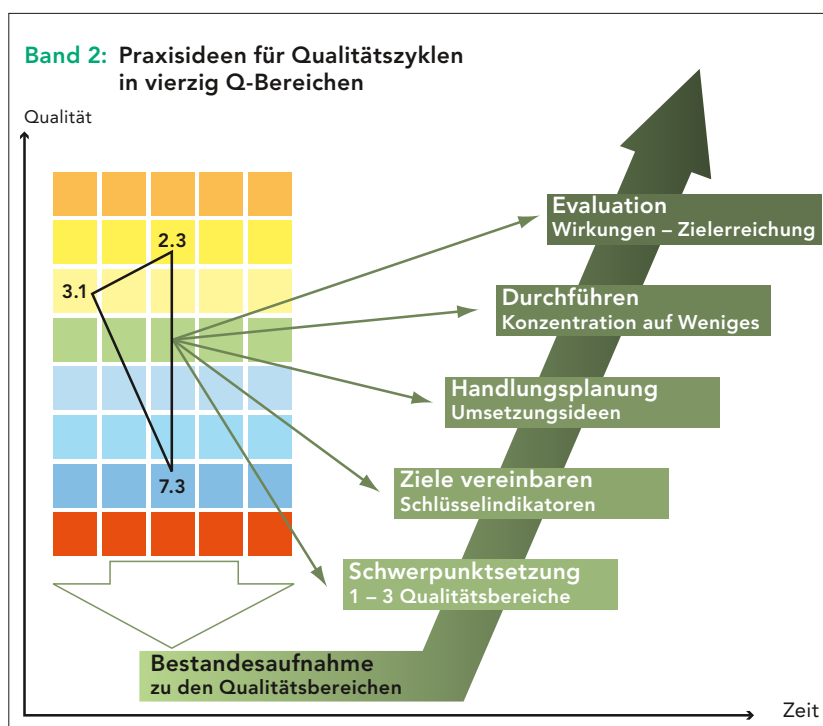 Band 2: Praxisideen für Qualitätszyklen
in vierzig Q-Bereichen
Qualität
2.3
3.1
7.3
Evaluation
Wirkungen – Zielerreichung
Durchführen
Konzentration auf Weniges
Handlungsplanung
Umsetzungsideen
Ziele vereinbaren
Schlüsselindikatoren
Schwerpunktsetzung
1 – 3 Qualitätsbereiche
Bestandesaufnahme
zu den Qualitätsbereichen
Zeit